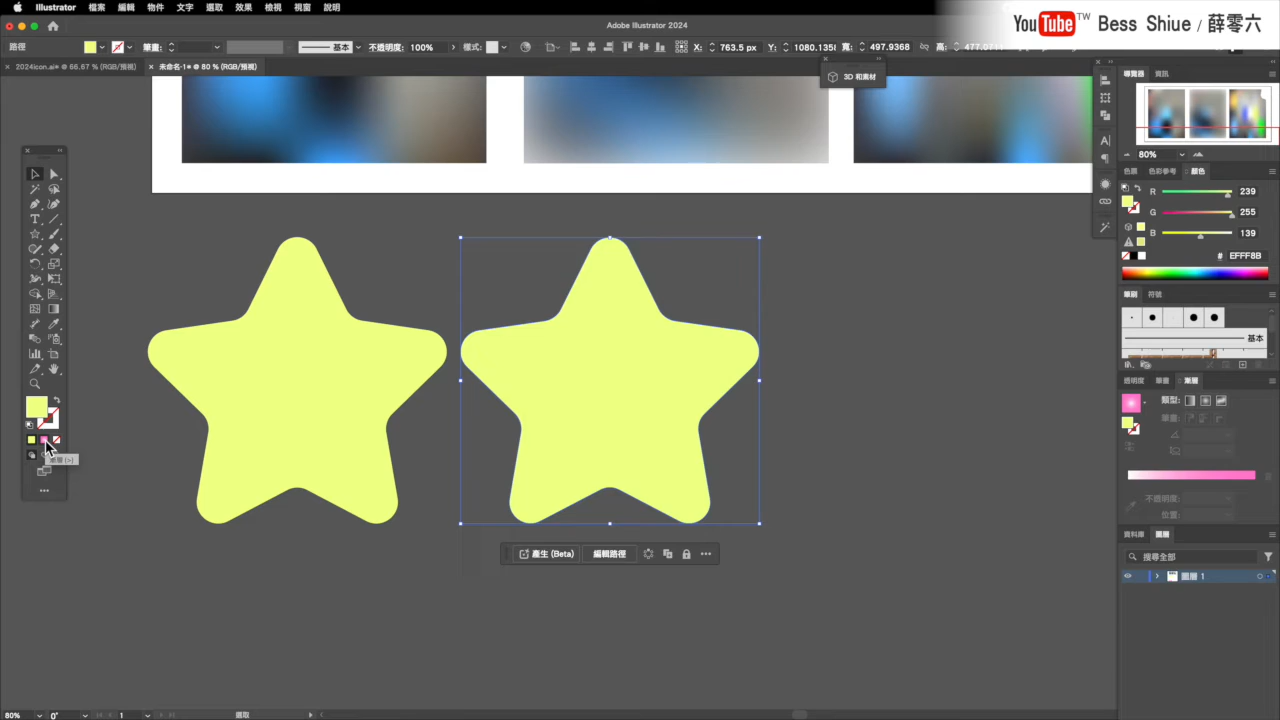 Illustrator 檔案 編輯 物件 文字 選取 效果 檢視 視窗 說明
Adobe Illustrator 2024
YouTube TW Bess Shiue / 薛零六
路徑 筆畫: 基本 不透明度: 100% 樣式: X: 763.5 px Y: 1080.135 寬: 497.9368 高:
2024icon.ai* @ 66.67 % (RGB/預視)
未命名-1* @ 80 % (RGB/預視)
3D 和素材
導覽器 資訊
80%
色票 色彩參考 顏色
R 239
G 255
B 139
# EFFF8B
筆刷 符號
基本
透明度 筆畫 漸層
類型:
筆畫:
不透明度:
位置:
資料庫 圖層
搜尋全部
圖層 1
漸層 (>)
產生 (Beta) 編輯路徑
80% 0° 1 選取